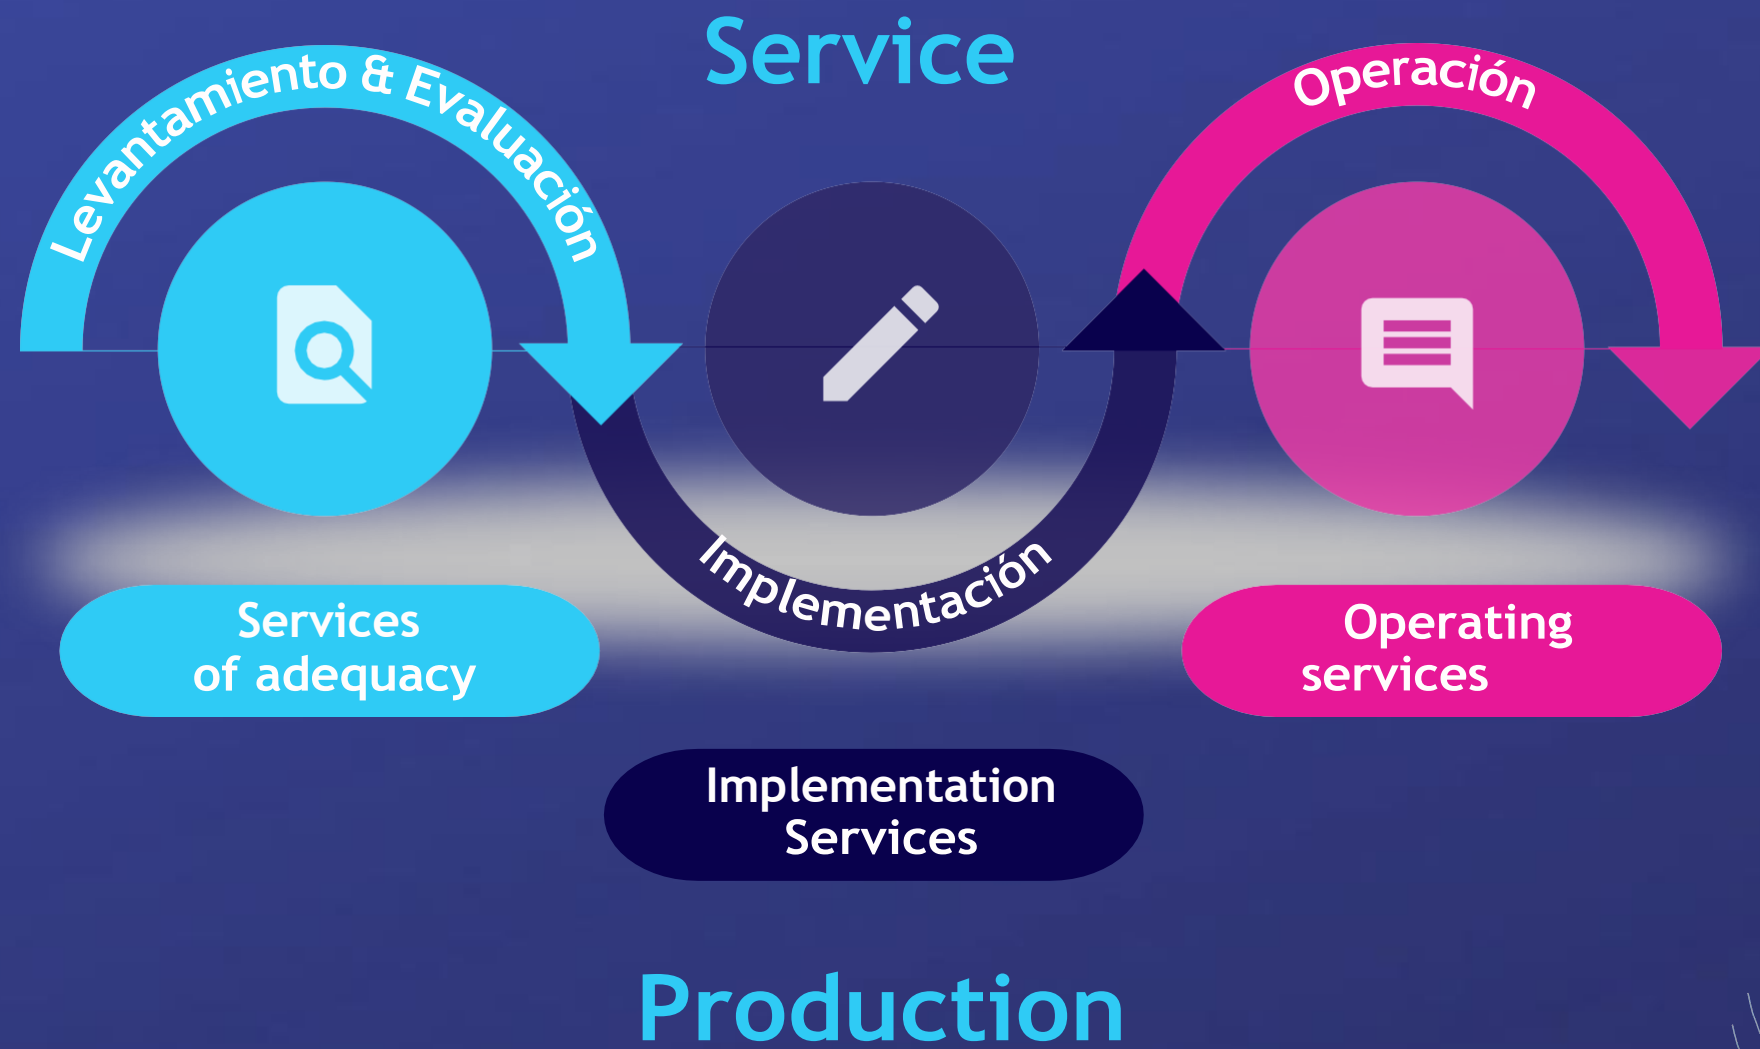 Service
Levantamiento & Evaluación
Operación
Implementación
Services
of adequacy
Operating
services
Implementation
Services
Production